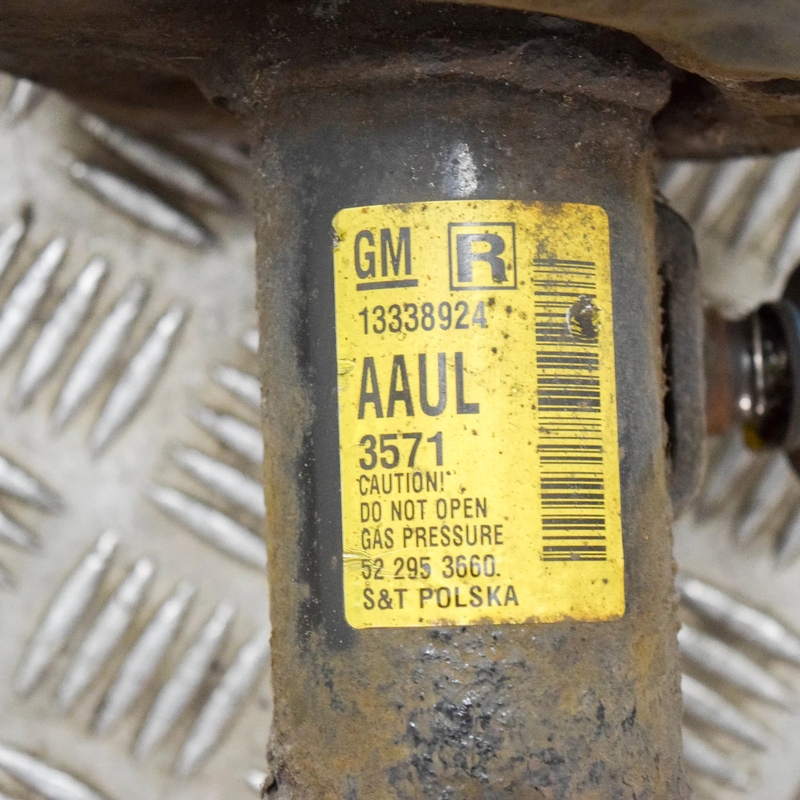 GM R
13338924
AAUL
3571
CAUTION!
DO NOT OPEN
GAS PRESSURE
52 295 3660.
S&T POLSKA